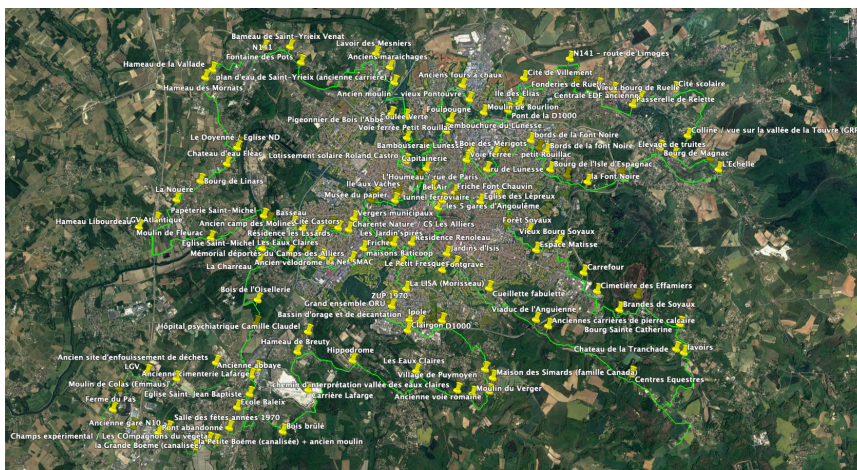 Bameau de Saint-Yrieix Venat
N141
Lavoir des Mesniers
N141 - route de Limoges
Fontaine des Pots
Anciens maraichages
Hameau de la Vallade
plan d'eau de Saint-Yrieix (ancienne carrière)
Cité de Villement
Hameau des Mornats
Anciens fours à chaux
Fonderies de Ruelle
Vieux bourg de Ruelle
Cité scolaire
Ancien moulin - vieux Pontouvre
Ile des Elias
Centrale EDF ancienne
Passerelle de Relette
Foulpougne
Moulin de Bourlion
Pigeonnier de Bois l'Abbé
Coulée Verte
Pont de la D1000
Voie ferrée Petit Rouillac
embouchure du Lunesse
Colline / vue sur la vallée de la Touvre (GRP
Le Doyenné / Eglise ND
bords de la Font Noire
Bambouseraie Lunesse
Boie des Mérigots
Bords de la font Noire
Elevage de truites
Chateau d'eau Fléac
Lotissement solaire Roland Castro
Capitainerie
Voie ferrée - petit Rouillac
Bourg de Magnac
Bourg de l'Isle d'Espagnac
L'Echelle
ru de Lunesse
L'Houmeau / rue de Paris
la Font Noire
Bourg de Linars
Ile aux Vaches
Bel Air
Friche Font Chauvin
La Nouère
Musée du papier
tunnel ferroviaire
Eglise des Lépreux
les 5 gares d'Angoulême
Papèterie Saint-Michel
Basseau
Vergers municipaux
Hameau Libourdeau
LGV Atlantique
Ancien camp des Molines
Cité Castors
Charente Nature / CS Les Alliers
Forêt Soyaux
Moulin de Fleurac
Résidence les Essards
Les Jardin'spires
Vieux Bourg Soyaux
Eglise Saint-Michel
Les Eaux Claires
Friche
Résidence Renoleau
Espace Matisse
Mémorial déportés du Camps des Alliers
maisons Baticoop
Jardins d'Isis
Ancien vélodrome
La Nef SMAC
La Charreau
Le Petit Fresquet
Fontgrave
Carrefour
Bois de l'Oisellerie
La LISA (Morisseau)
Cueillette fabulette
Cimetière des Effamiers
ZUP 1970
Grand ensemble ORU
Viaduc de l'Anguienne
Brandes de Soyaux
Bassin d'orage et de décantation
Ipole
Anciennes carrières de pierre calcaire
Hôpital psychiatrique Camille Claudel
Clairgon
D1000
Bourg Sainte Catherine
Hameau de Breuty
Chateau de la Tranchade
lavoirs
Hippodrome
Ancien site d'enfouissement de déchets
Les Eaux Claires
LGV
Ancienne abbaye
Village de Puymoyen
Maison des Simards (famille Canada)
Ancienne cimenterie Lafarge
Centres Equestres
Moulin de Colas (Emmaus)
chemin d'interprétation vallée des eaux claires
Moulin du Verger
Ferme du Pas
Eglise Saint-Jean Baptiste
Carrière Lafarge
Ancienne voie romaine
Ecole Baleix
Salle des fêtes années 1970
Ancienne gare N10
Pont abandonné
Bois brûlé
Champs expérimental / Les COmpagnons du végétal
la Petite Boême (canalisée) + ancien moulin
la Grande Boême (canalisée)